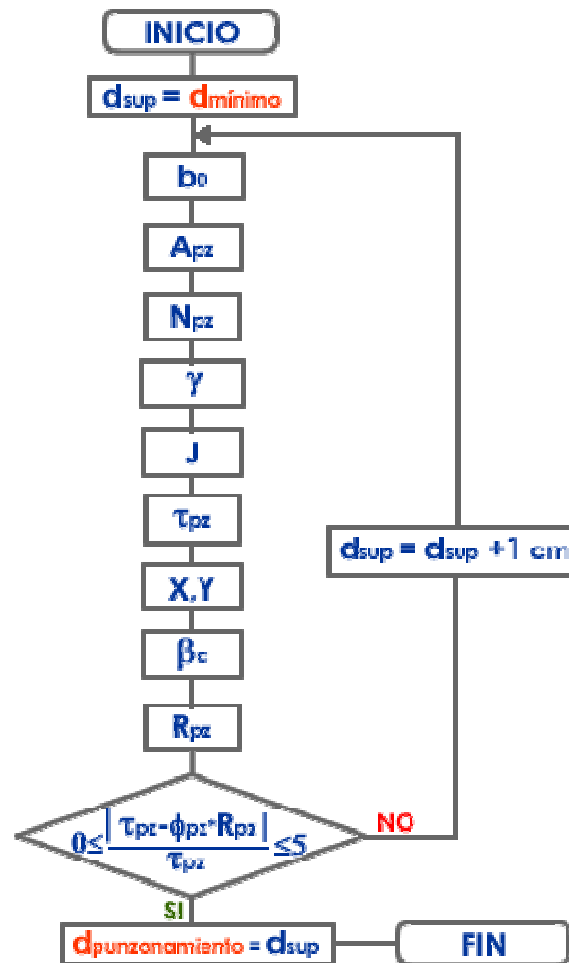 INICIO
dsup = dmínimo
b0
Apz
Npz
γ
J
τpz
X,Y
βc
Rpz
0≤|τpz-ϕpz*Rpz|/τpz≤5
NO
dsup = dsup +1 cm
SI
dpunzonamiento = dsup
FIN